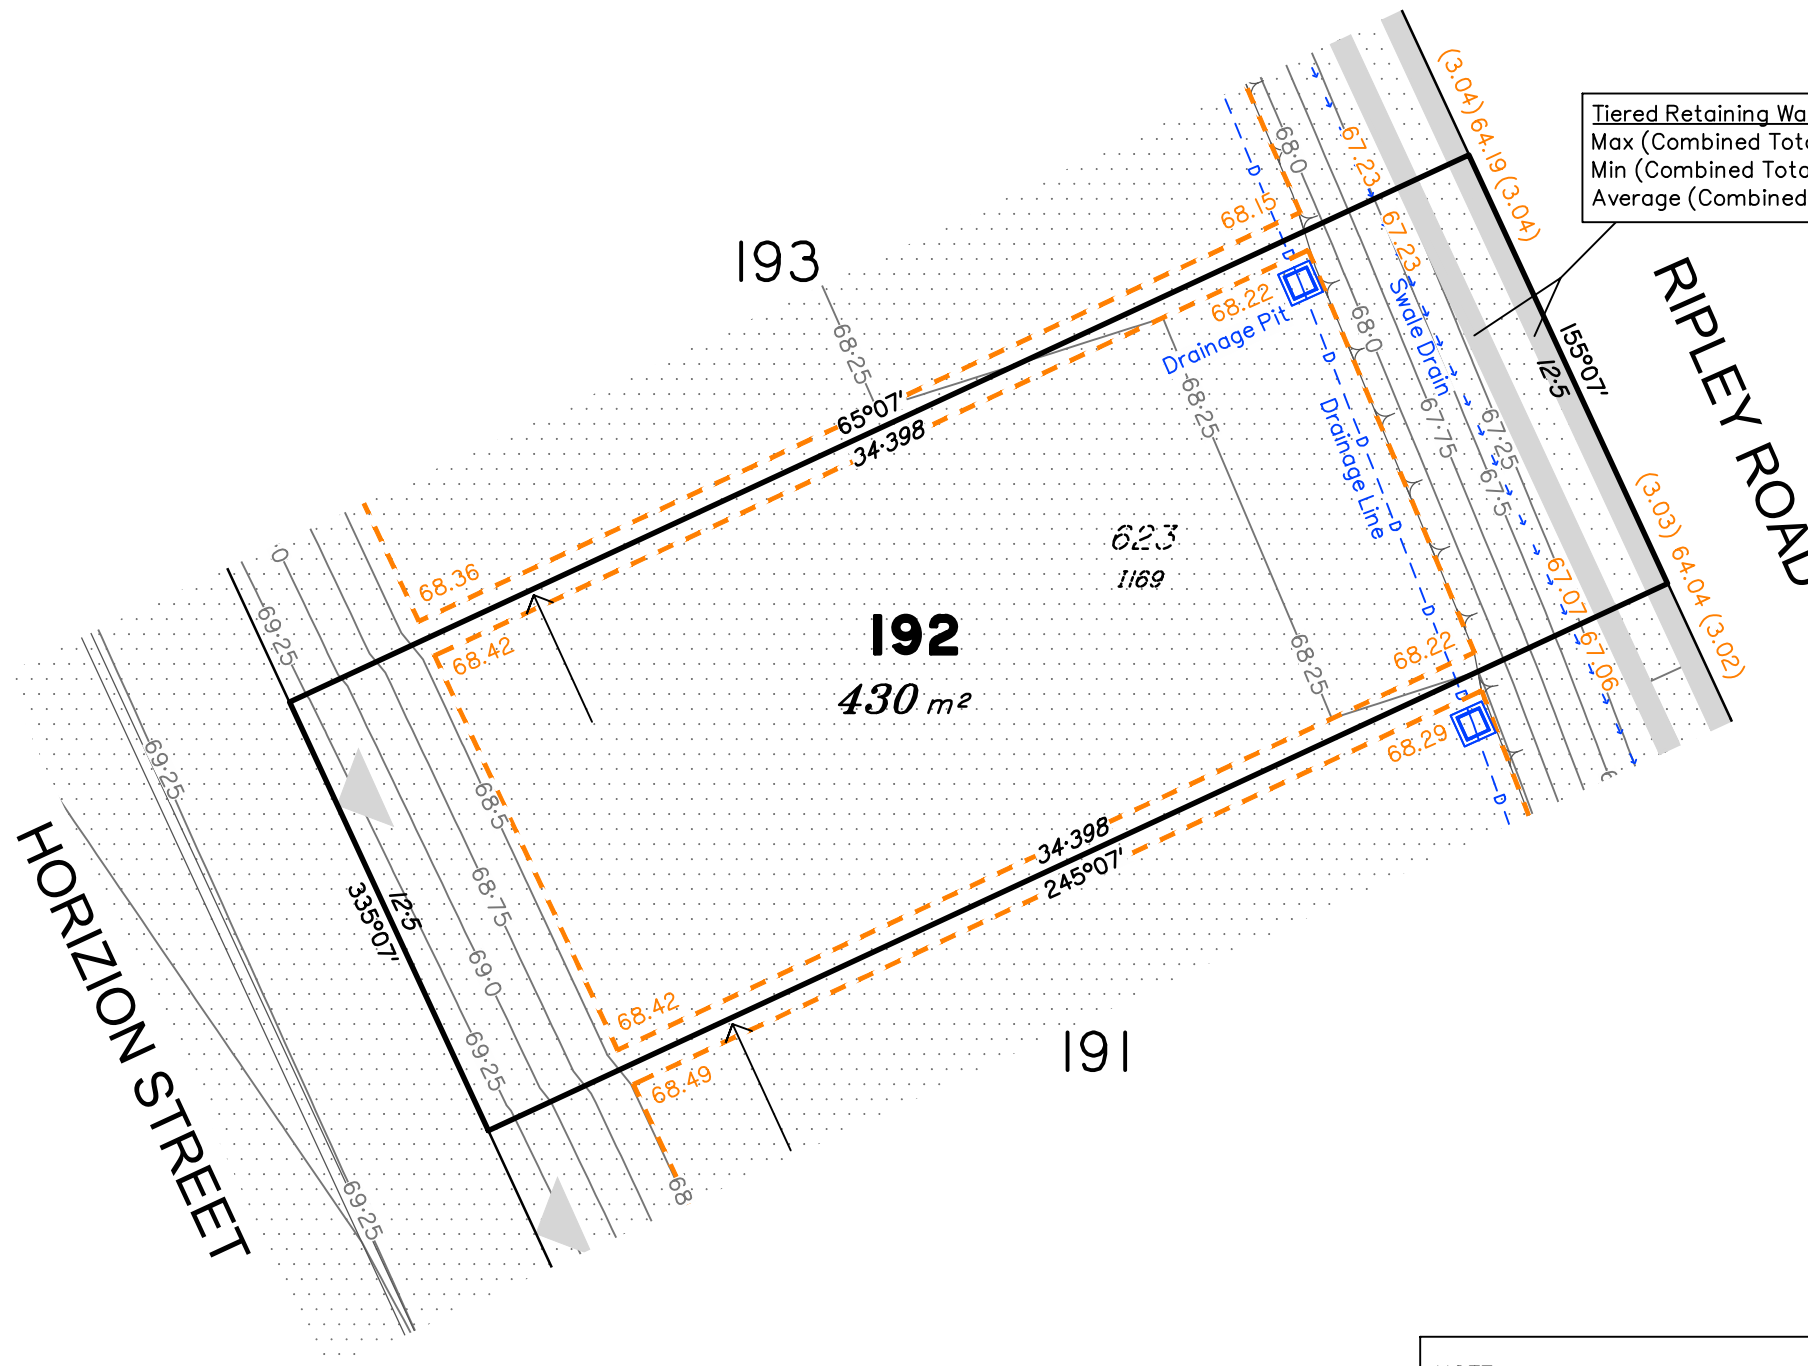 (3.04) 64.19 (3.04)
Tiered Retaining Wa
Max (Combined Tota
Min (Combined Tota
Average (Combined
68.0
67.23
68.15
67.23
193
68.22
Drainage Pit
Swale Drain
68.0
RIPLEY ROAD
155°07'
12.5
68.25
68.25
65°07'
34.398
D
D
D
D
D
D
D
Drainage Line
67.75
67.25
67.5
(3.03) 64.04 (3.02)
623
1169
68.36
0
69.25
68.42
192
430 m²
67.07
67.06
68.22
68.25
68.29
69.25
68.5
34.398
245°07'
HORIZION STREET
12.5
335°07'
68.75
69.0
68.42
69.25
68.49
191
68
69.25